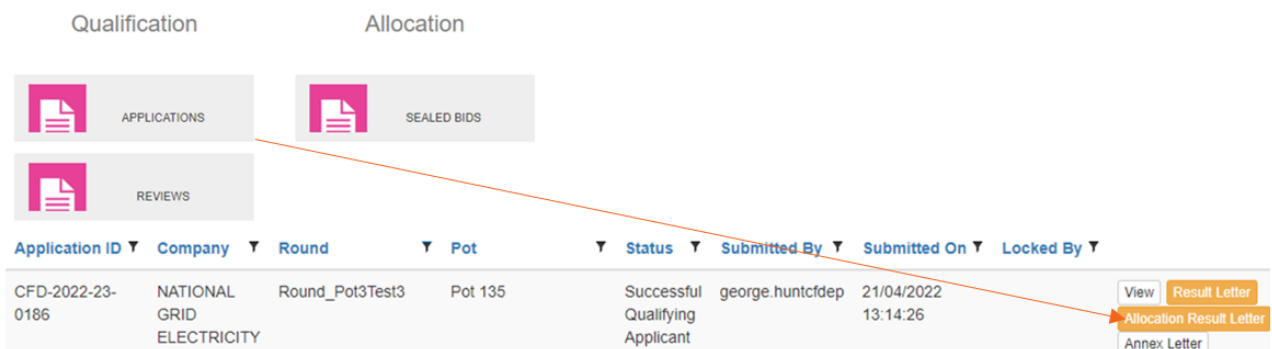 Qualification Allocation
APPLICATIONS SEALED BIDS
REVIEWS
Application ID Company Round Pot Status Submitted By Submitted On Locked By
CFD-2022-23- NATIONAL Round_Pot3Test3 Pot 135 Successful george.huntcfdep 21/04/2022 View Result Letter
0186 GRID Qualifying 13:14:26 Allocation Result Letter
ELECTRICITY Applicant Annex Letter